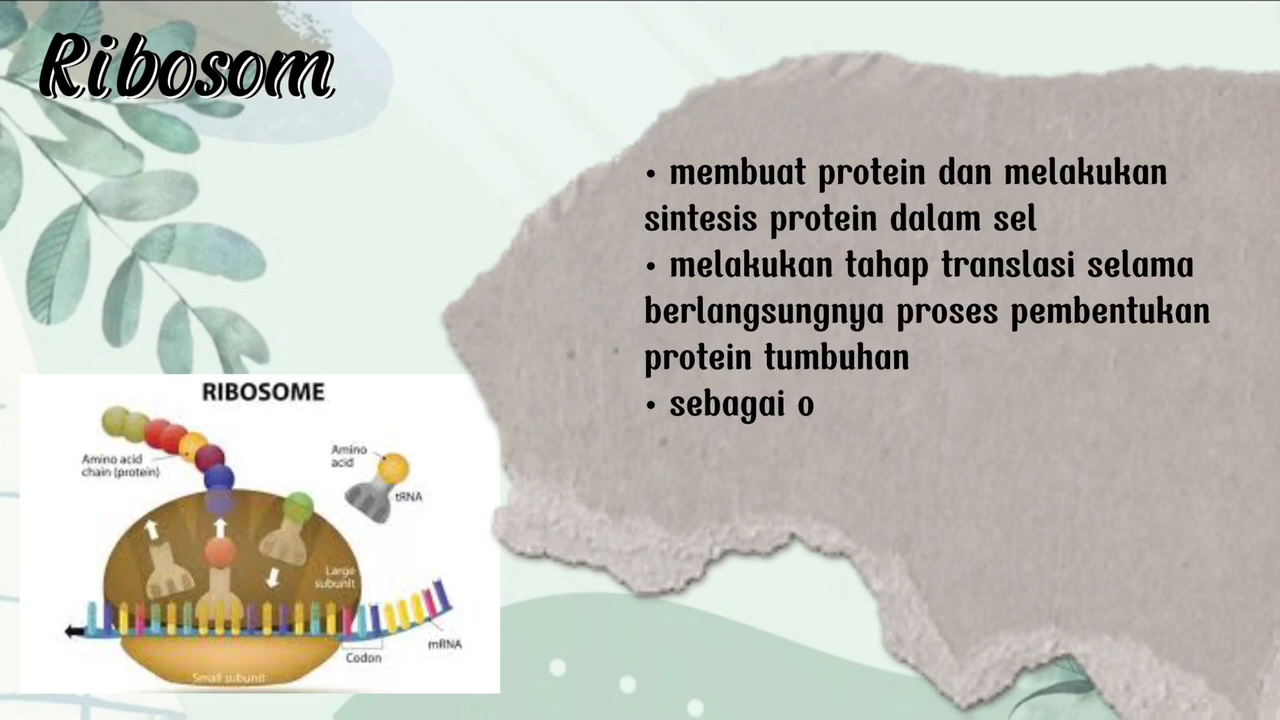 Ribosom
• membuat protein dan melakukan
sintesis protein dalam sel
• melakukan tahap translasi selama
berlangsungnya proses pembentukan
protein tumbuhan
• sebagai o
RIBOSOME
Amino acid
chain (protein)
Amino
acid
tRNA
Large
subunit
mRNA
Codon
Small subunit